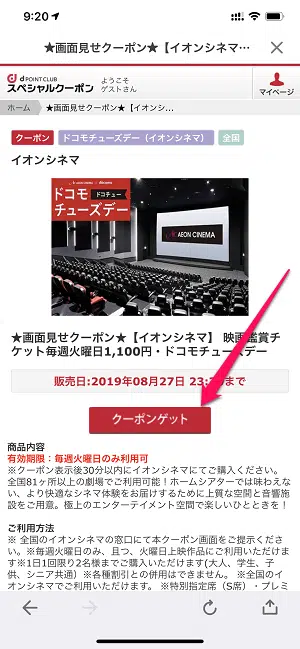 9:20
★画面見せクーポン★【イオンシネマ…
d POINT CLUB
スペシャルクーポン
ようこそ
ゲストさん
マイページ
ホーム
★画面見せクーポン★【イオンシ…
クーポン
ドコモチューズデー（イオンシネマ）
全国
イオンシネマ
ドコモ
ドコチュー
チューズデー
AEON CINEMA
★画面見せクーポン★【イオンシネマ】 映画鑑賞チ
ケット毎週火曜日1,100円・ドコモチューズデー
販売日:2019年08月27日 23:
まで
クーポンゲット
商品内容
有効期限：毎週火曜日のみ利用可
※クーポン表示後30分以内にイオンシネマにてご購入ください。
全国81ヶ所以上の劇場でご利用可能！ホームシアターでは味わえな
い、より快適なシネマ体験をお届けするために上質な空間と音響施
設をご用意。極上のエンターテイメント空間で楽しいひとときを！
ご利用方法
※ 全国のイオンシネマの窓口にて本クーポン画面をご提示くださ
い。※毎週火曜日のみ、且つ、火曜日上映作品にご利用いただけま
す※1日1回限り2名様までご購入いただけます(大人、学生、子
供、シニア共通）※各種割引との併用はできません。 ※全国のイ
オンシネマでご利用いただけます。 ※特別指定席（S席）・プレミ